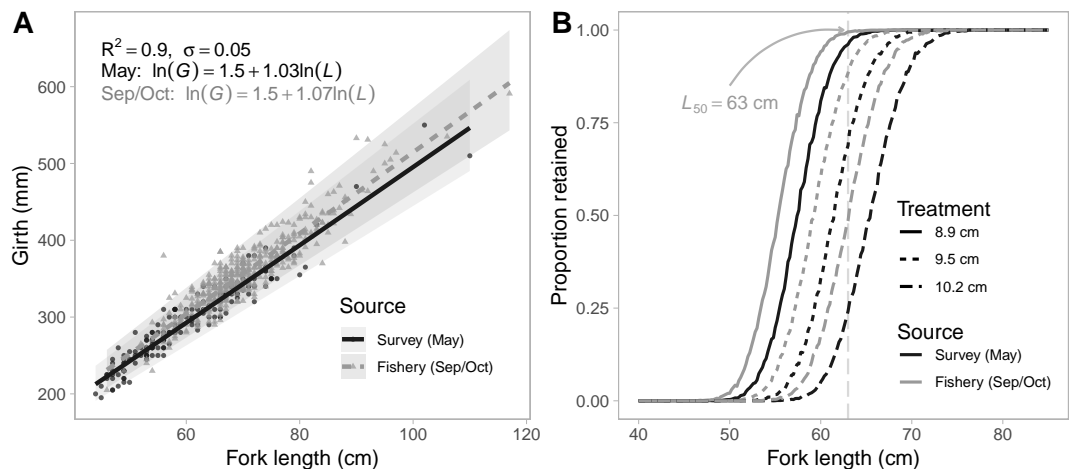 A
R² = 0.9, σ = 0.05
May: ln(G) = 1.5 + 1.03ln(L)
Sep/Oct: ln(G) = 1.5 + 1.07ln(L)
600
500
400
300
200
Girth (mm)
60
80
100
120
Fork length (cm)
Source
Survey (May)
Fishery (Sep/Oct)
B
1.00
0.75
0.50
0.25
0.00
Proportion retained
L₅₀ = 63 cm
Treatment
8.9 cm
9.5 cm
10.2 cm
Source
Survey (May)
Fishery (Sep/Oct)
40
50
60
70
80
Fork length (cm)